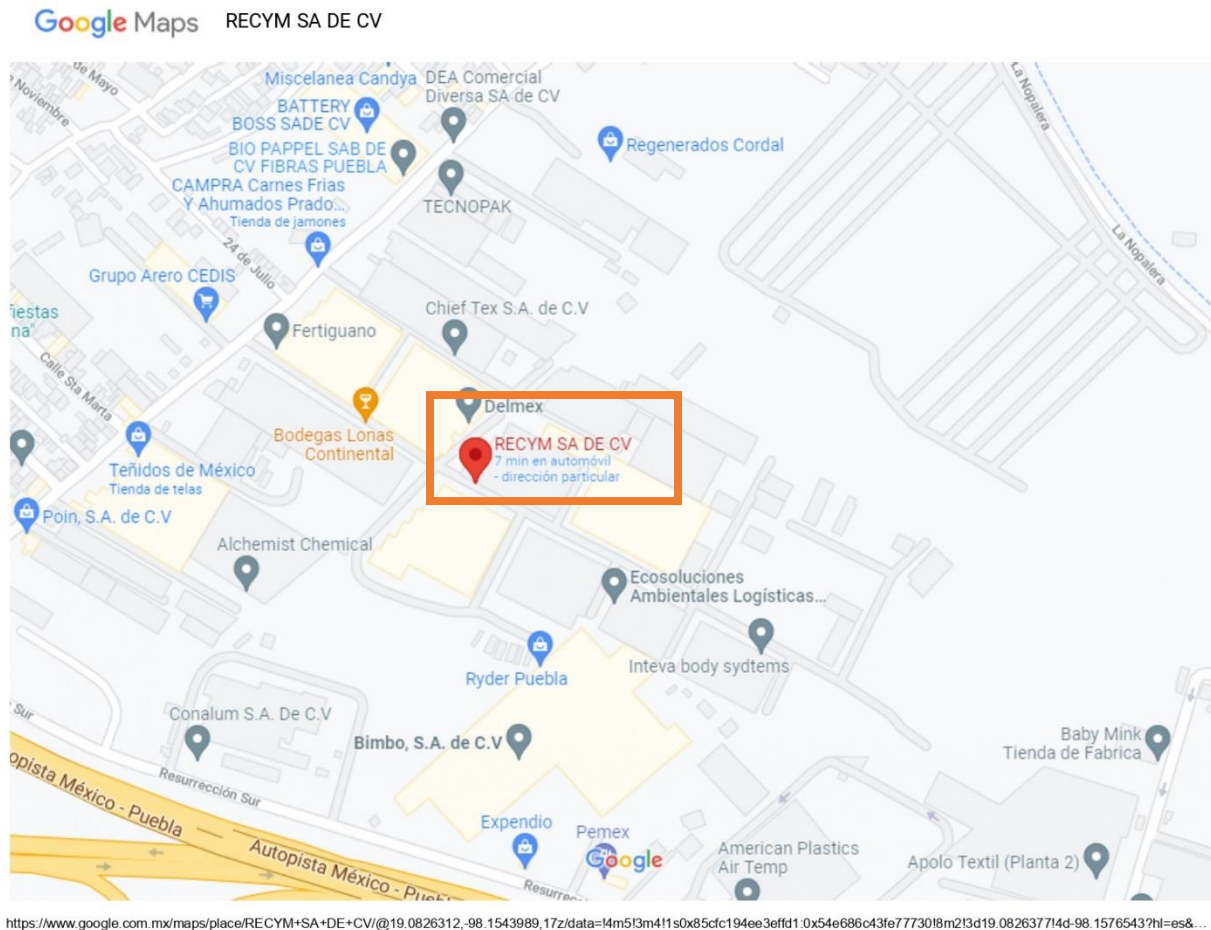 Google Maps RECYM SA DE CV
de Mayo
Noviembre
Miscelanea Candya
DEA Comercial
Diversa SA de CV
BATTERY
BOSS SADE CV
BIO PAPPEL SAB DE
CV FIBRAS PUEBLA
CAMPRA Carnes Frias
Y Ahumados Prado...
Tienda de jamones
TECNOPAK
Regenerados Cordal
La Nopalera
La Nopalera
24 de Julio
Grupo Arero CEDIS
Fertiguano
Chief Tex S.A. de C.V
fiestas
na"
Calle Sta Marta
Bodegas Lonas
Continental
Delmex
RECYM SA DE CV
7 min en automóvil
- dirección particular
Teñidos de México
Tienda de telas
Poin, S.A. de C.V
Alchemist Chemical
Ecosoluciones
Ambientales Logísticas...
Inteva body sydtems
Ryder Puebla
Sur
Conalum S.A. De C.V
Bimbo, S.A. de C.V
Baby Mink
Tienda de Fabrica
Resurrección Sur
opista México - Puebla
Autopista México - Puebl
Expendio
Pemex
Google
American Plastics
Air Temp
Apolo Textil (Planta 2)
Resurrec
https://www.google.com.mx/maps/place/RECYM+SA+DE+CV/@19.0826312,-98.1543989,17z/data=!4m5!3m4!1s0x85cfc194ee3effd1:0x54e686c43fe77730!8m2!3d19.0826377!4d-98.1576543?hl=es&...